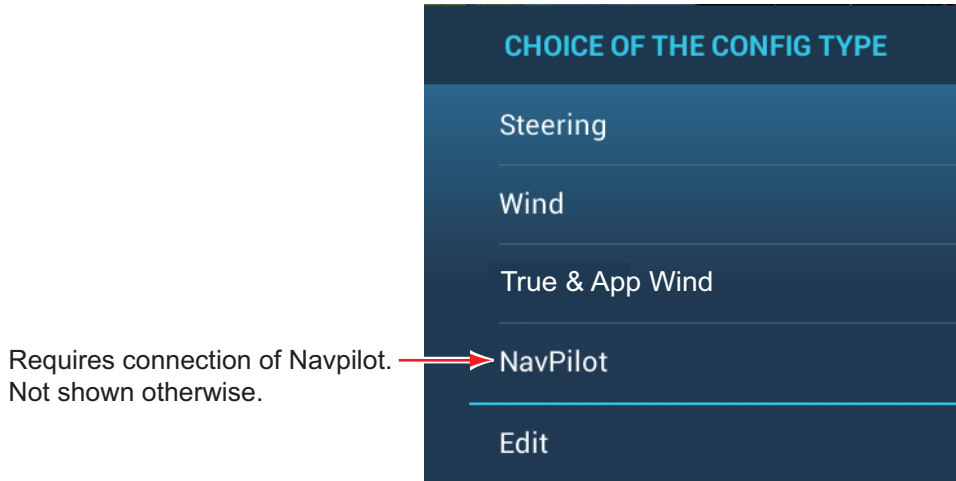 CHOICE OF THE CONFIG TYPE
Steering
Wind
True & App Wind
Requires connection of Navpilot.
Not shown otherwise.
NavPilot
Edit